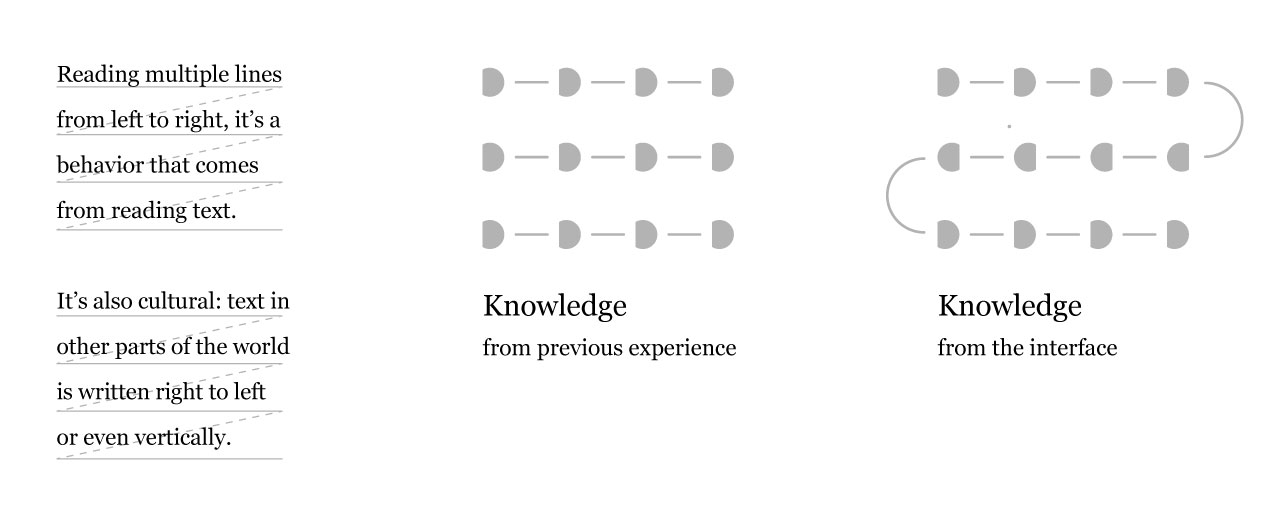 Reading multiple lines
from left to right, it’s a
behavior that comes
from reading text.
It’s also cultural: text in
other parts of the world
is written right to left
or even vertically.
Knowledge
from previous experience
Knowledge
from the interface